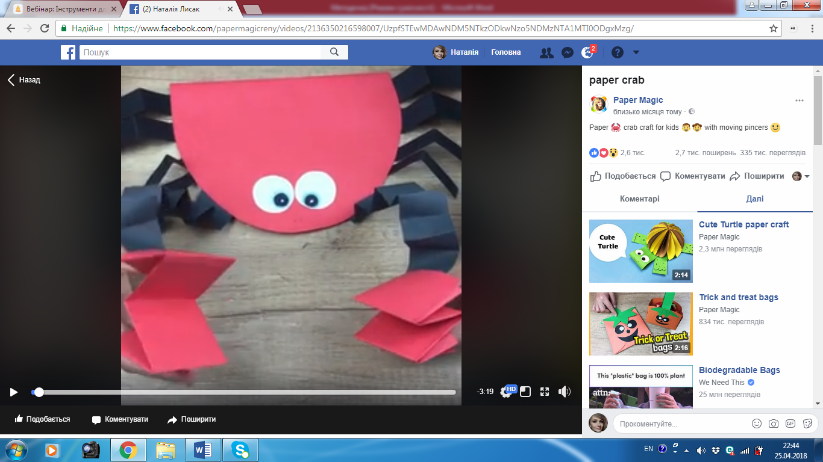 Вебінар: Інструменти д
(2) Наталія Лисак
Надійне
https://www.facebook.com/papermagicreny/videos/2136350216598007/UzpfSTEwMDAwNDM5NTkzODkwNzo5NDMzNTA1MTI0ODgxMzg/
Пошук
Наталія
Головна
2
Назад
paper crab
Paper Magic
близько місяця тому
Paper crab craft for kids with moving pincers
2,6 тис.
2,7 тис. поширень 335 тис. переглядів
Подобається Коментувати Поширити
Коментарі Далі
Cute Turtle
2:14
Cute Turtle paper craft
Paper Magic
2,3 млн переглядів
Trick or Treat bags
2:16
Trick and treat bags
Paper Magic
834 тис. переглядів
This "plastic" bag is 100% plant
attn:
Biodegradable Bags
We Need This
25 млн переглядів
-3:19
HD
Подобається Коментувати Поширити
Прокоментуйте...
GIF
EN
22:44
25.04.2018